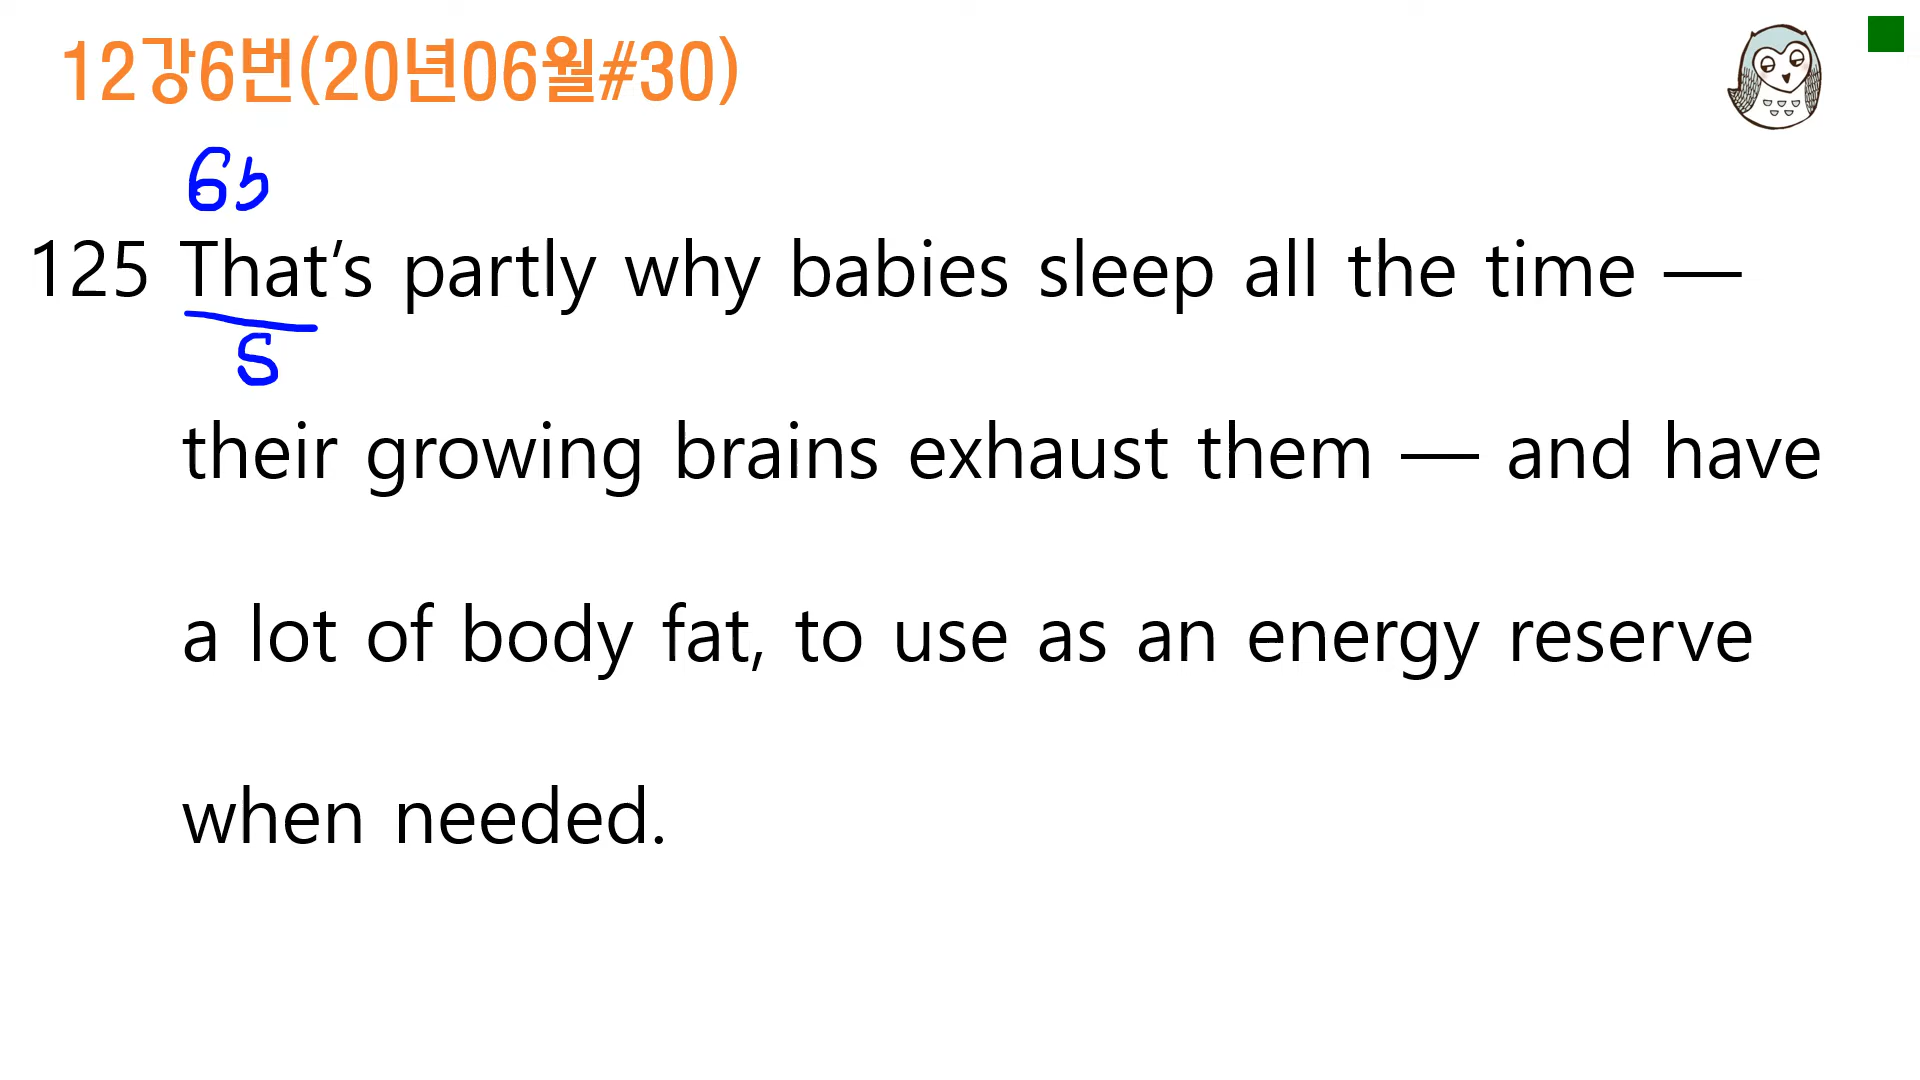 12강6번(20년06월#30)
65
125 That’s partly why babies sleep all the time —
S
their growing brains exhaust them — and have
a lot of body fat, to use as an energy reserve
when needed.